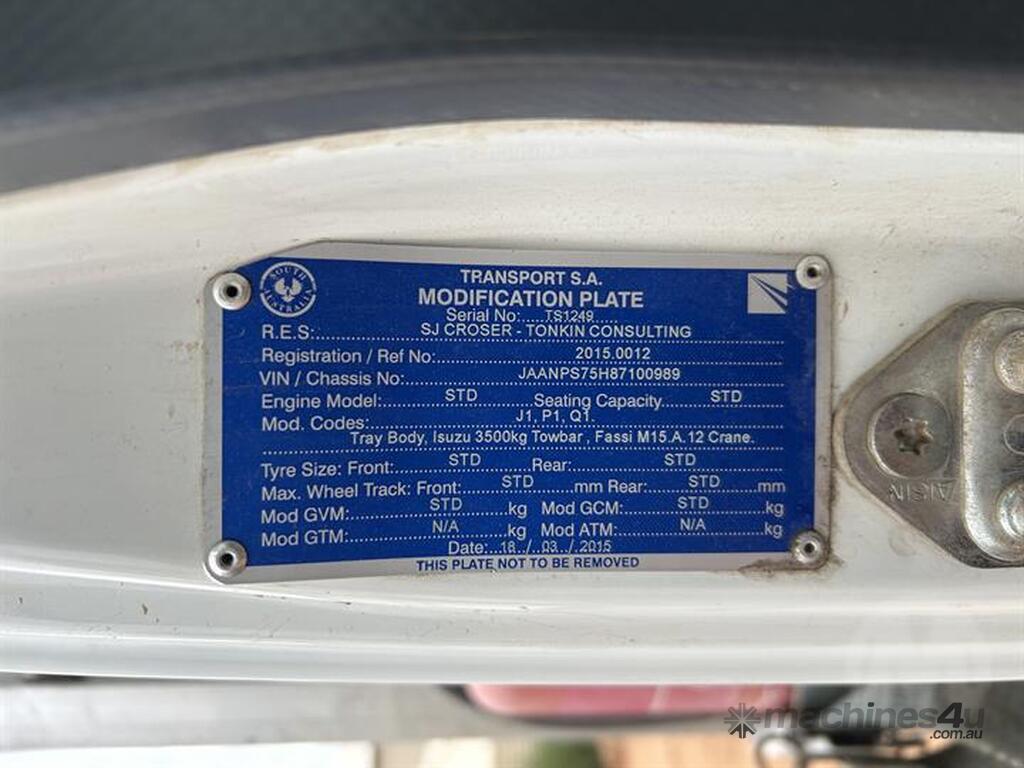 SOUTH AUSTRALIA
TRANSPORT S.A.
MODIFICATION PLATE
Serial No: TS1249
R.E.S: SJ CROSER - TONKIN CONSULTING
Registration / Ref No: 2015.0012
VIN / Chassis No: JAANPS75H87100989
Engine Model: STD Seating Capacity STD
Mod. Codes: J1, P1, Q1.
Tray Body, Isuzu 3500kg Towbar , Fassi M15.A.12 Crane.
Tyre Size: Front: STD Rear: STD
Max. Wheel Track: Front: STD mm Rear: STD mm
Mod GVM: STD kg Mod GCM: STD kg
Mod GTM: N/A kg Mod ATM: N/A kg
Date: 18 / 03 / 2015
THIS PLATE NOT TO BE REMOVED
AISIN
machines4u
.com.au